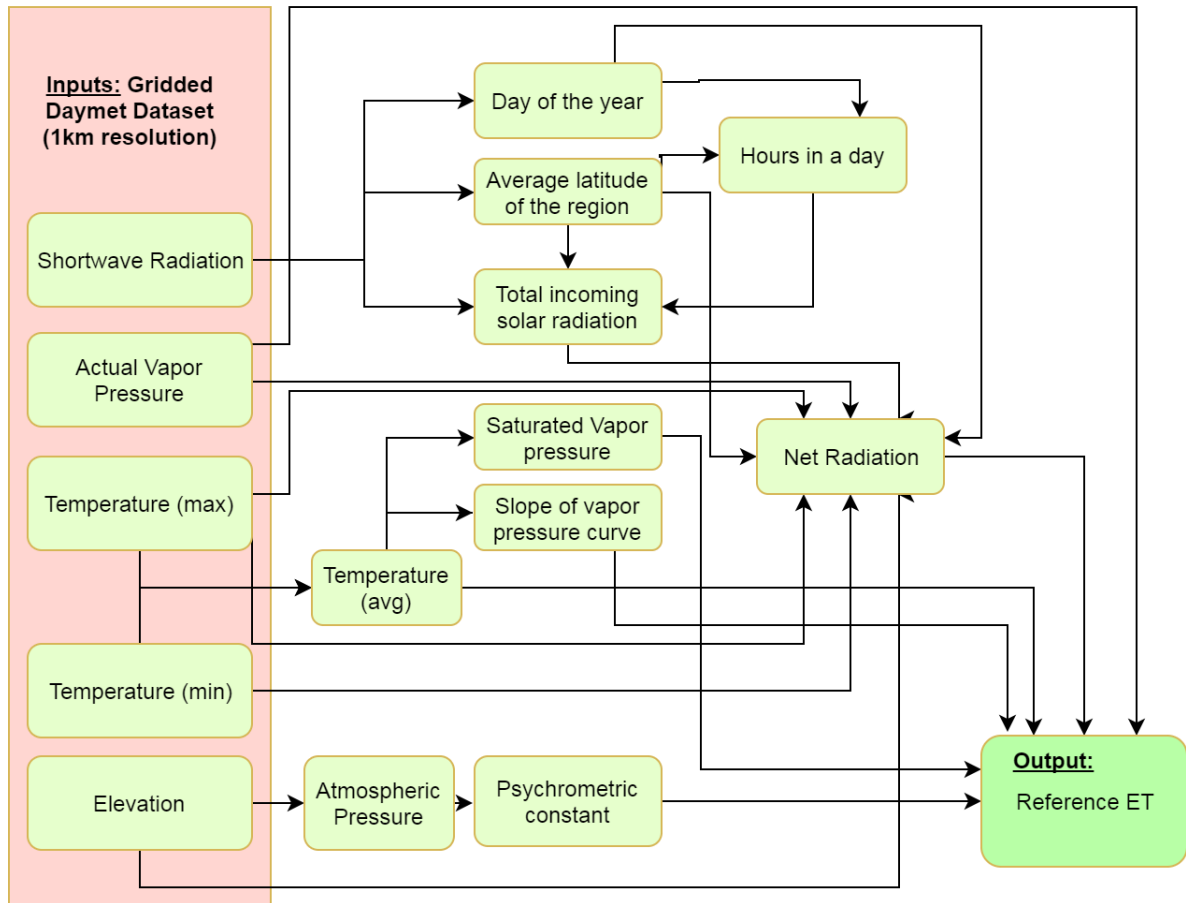 Inputs: Gridded
Daymet Dataset
(1km resolution)
Shortwave Radiation
Actual Vapor
Pressure
Temperature (max)
Temperature (min)
Elevation
Day of the year
Average latitude
of the region
Hours in a day
Total incoming
solar radiation
Saturated Vapor
pressure
Slope of vapor
pressure curve
Temperature
(avg)
Net Radiation
Atmospheric
Pressure
Psychrometric
constant
Output:
Reference ET